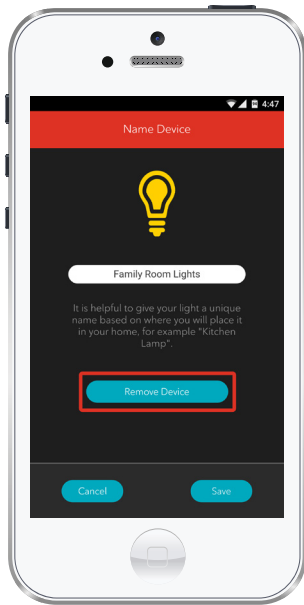 4:47
Name Device
Family Room Lights
It is helpful to give your light a unique
name based on where you will place it
in your home, for example "Kitchen
Lamp".
Remove Device
Cancel
Save